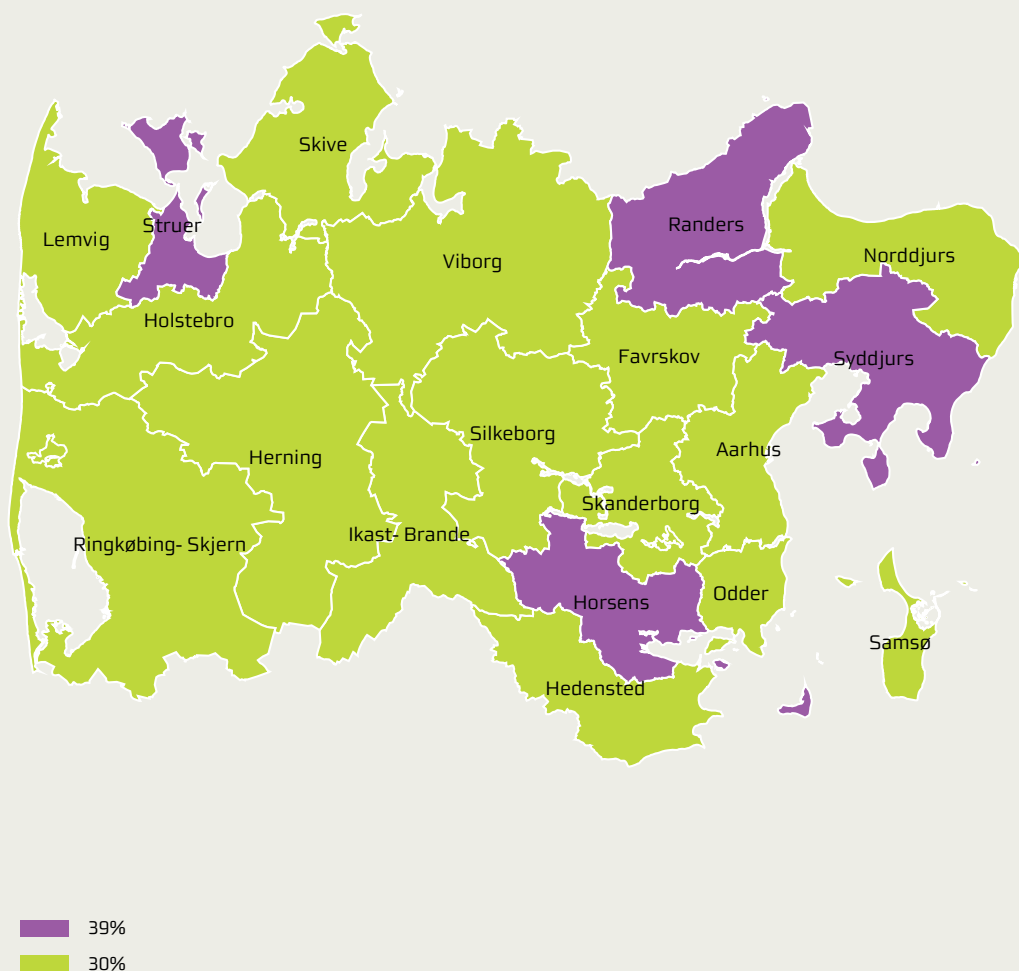 Skive
Struer
Lemvig
Randers
Norddjurs
Viborg
Holstebro
Favrskov
Syddjurs
Silkeborg
Aarhus
Herning
Skanderborg
Ikast- Brande
Ringkøbing- Skjern
Odder
Horsens
Samsø
Hedensted
39%
30%